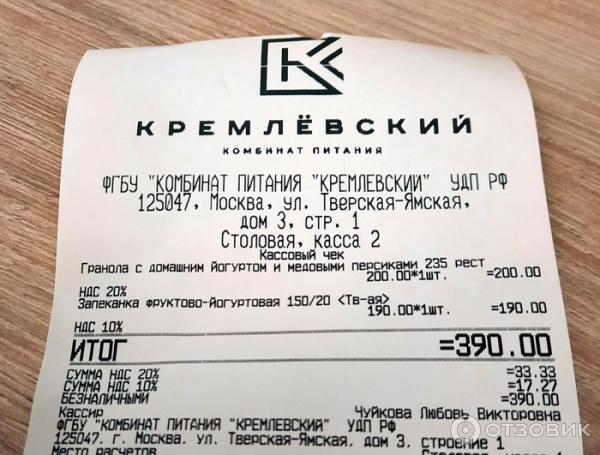 КРЕМЛЁВСКИЙ
КОМБИНАТ ПИТАНИЯ
ФГБУ "КОМБИНАТ ПИТАНИЯ "КРЕМЛЕВСКИЙ" УДП РФ
125047, Москва, ул. Тверская-Ямская,
дом 3, стр. 1
Столовая, касса 2
Кассовый чек
Гранола с домашним йогуртом и медовыми персиками 235 рест
200.00*1шт. =200.00
НДС 20%
Запеканка фруктово-йогуртовая 150/20 <Тв-ая>
190.00*1шт. =190.00
НДС 10%
ИТОГ =390.00
СУММА НДС 20% =33.33
СУММА НДС 10% =17.27
БЕЗНАЛИЧНЫМИ =390.00
Кассир Чуйкова Любовь Викторовна
ФГБУ "КОМБИНАТ ПИТАНИЯ "КРЕМЛЕВСКИЙ" УДП РФ
125047, г. Москва, ул. Тверская-Ямская, дом 3, строение 1
Место расчетов
ОТЗОВИК